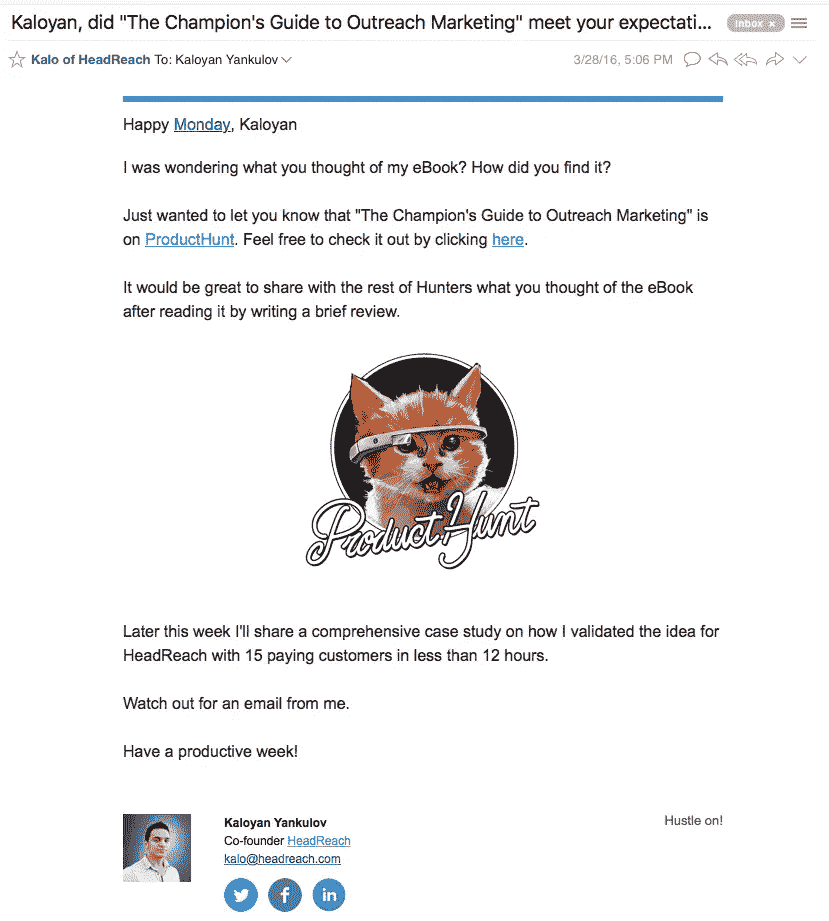 Kaloyan, did "The Champion's Guide to Outreach Marketing" meet your expectati...
Inbox ×
Kalo of HeadReach To: Kaloyan Yankulov
3/28/16, 5:06 PM
Happy Monday, Kaloyan
I was wondering what you thought of my eBook? How did you find it?
Just wanted to let you know that "The Champion's Guide to Outreach Marketing" is
on ProductHunt. Feel free to check it out by clicking here.
It would be great to share with the rest of Hunters what you thought of the eBook
after reading it by writing a brief review.
Product Hunt
Later this week I'll share a comprehensive case study on how I validated the idea for
HeadReach with 15 paying customers in less than 12 hours.
Watch out for an email from me.
Have a productive week!
Kaloyan Yankulov
Hustle on!
Co-founder HeadReach
kalo@headreach.com